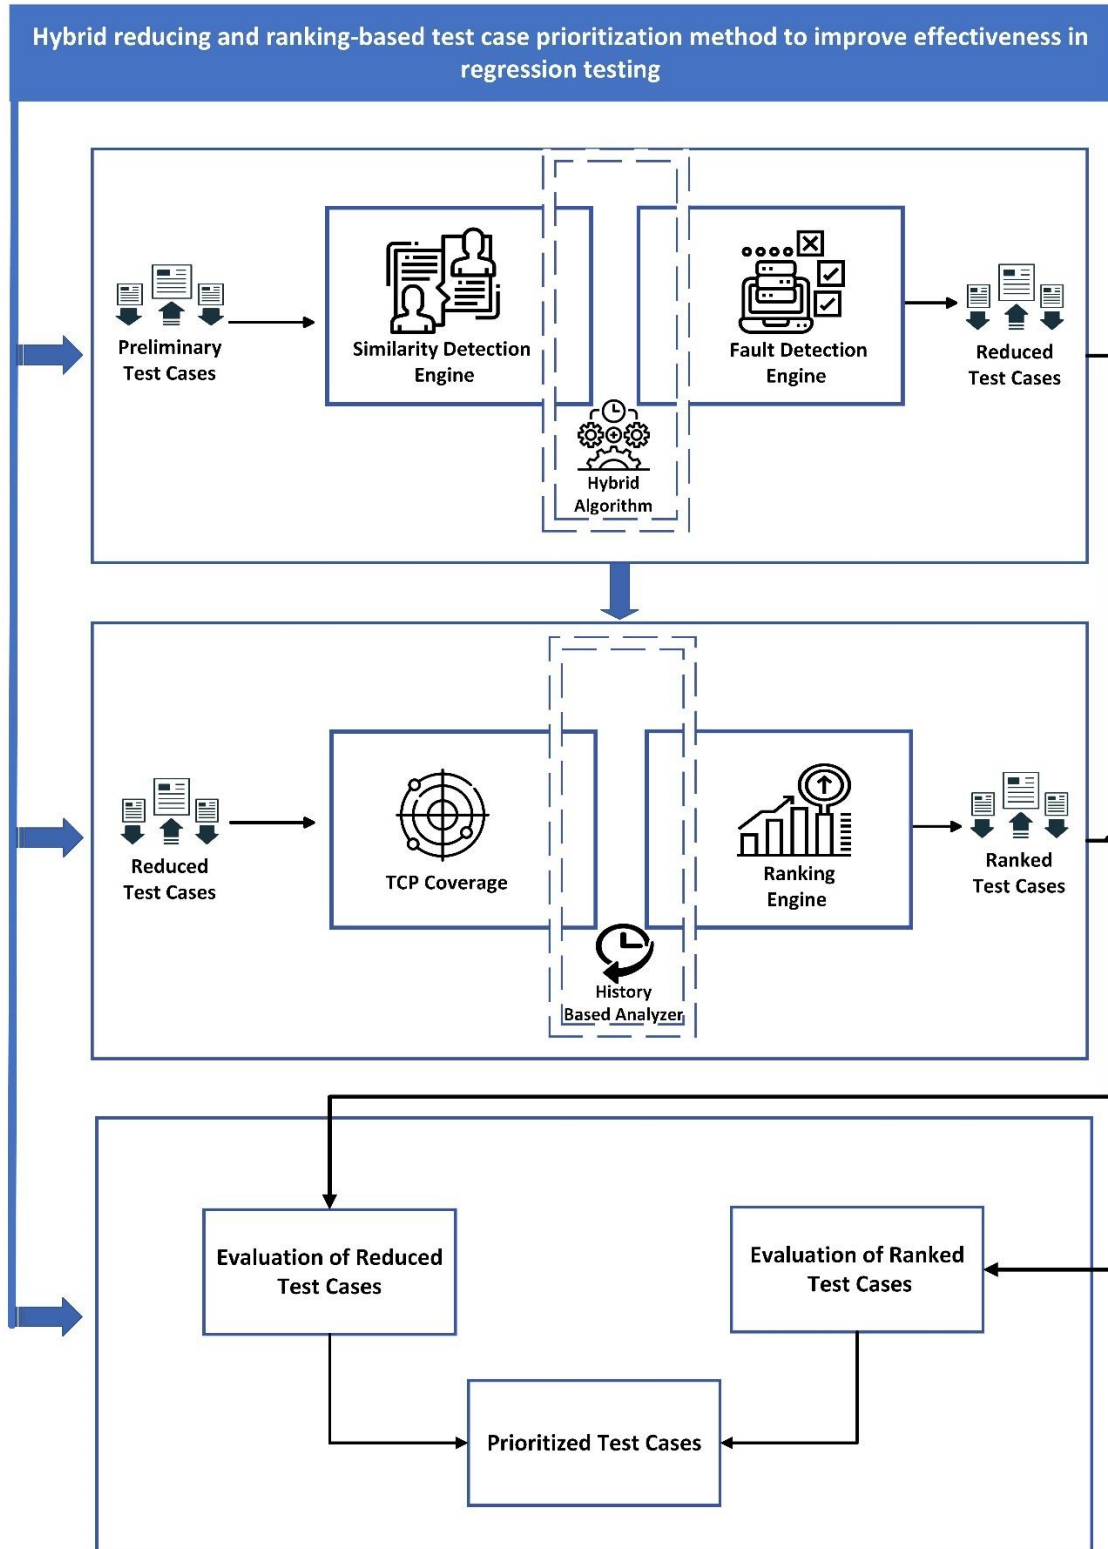 Hybrid reducing and ranking-based test case prioritization method to improve effectiveness in
regression testing
Preliminary
Test Cases
Similarity Detection
Engine
Hybrid
Algorithm
Fault Detection
Engine
Reduced
Test Cases
Reduced
Test Cases
TCP Coverage
History
Based Analyzer
Ranking
Engine
Ranked
Test Cases
Evaluation of Reduced
Test Cases
Evaluation of Ranked
Test Cases
Prioritized Test Cases